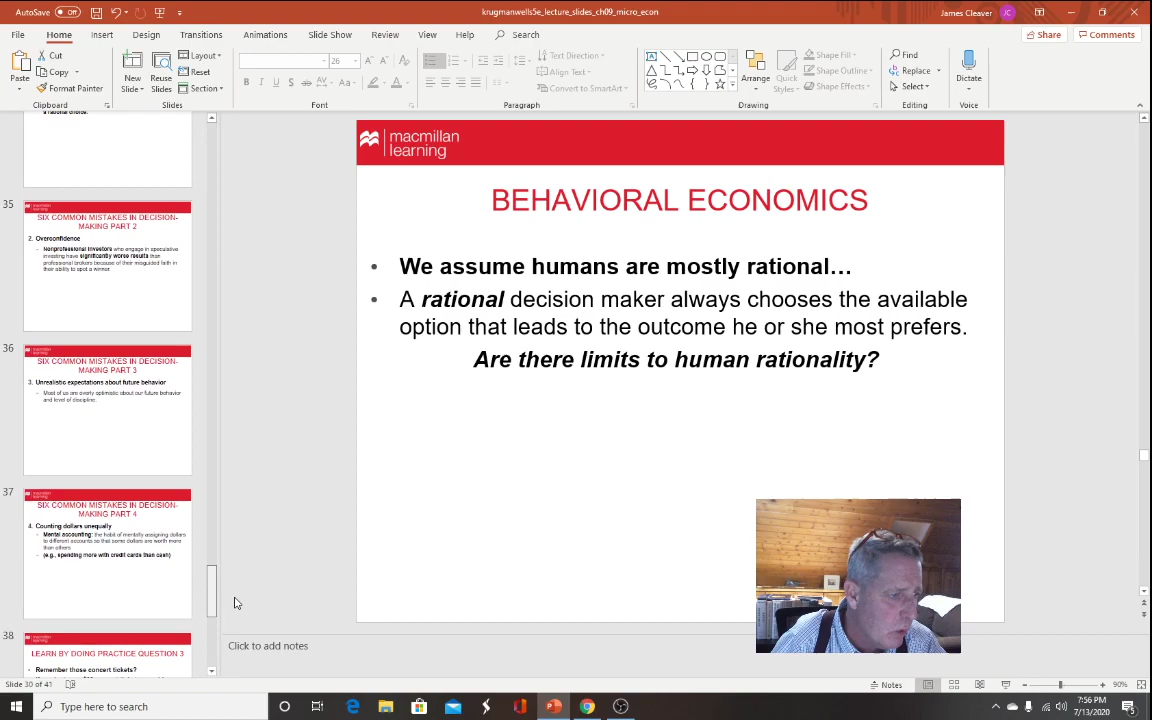 AutoSave Off
krugmanwells5e_lecture_slides_ch09_micro_econ
James Cleaver JC
File Home Insert Design Transitions Animations Slide Show Review View Help Search
Share Comments
Paste
Cut
Copy
Format Painter
Clipboard
New Slides
Reuse Slides
Layout
Reset
Section
Slides
26
Font
Text Direction
Align Text
Convert to SmartArt
Paragraph
Arrange
Quick Styles
Shape Fill
Shape Outline
Shape Effects
Drawing
Find
Replace
Select
Editing
Dictate
Voice
a rational choice.
35
SIX COMMON MISTAKES IN DECISION-
MAKING PART 2
2. Overconfidence
– Nonprofessional investors who engage in speculative
investing have significantly worse results than
professional brokers because of their misguided faith in
their ability to spot a winner.
36
SIX COMMON MISTAKES IN DECISION-
MAKING PART 3
3. Unrealistic expectations about future behavior
– Most of us are overly optimistic about our future behavior
and level of discipline.
37
SIX COMMON MISTAKES IN DECISION-
MAKING PART 4
4. Counting dollars unequally
– Mental accounting: the habit of mentally assigning dollars
to different accounts so that some dollars are worth more
than others
– (e.g., spending more with credit cards than cash)
38
LEARN BY DOING PRACTICE QUESTION 3
• Remember those concert tickets?
macmillan
learning
BEHAVIORAL ECONOMICS
• We assume humans are mostly rational…
• A rational decision maker always chooses the available
option that leads to the outcome he or she most prefers.
Are there limits to human rationality?
Click to add notes
Slide 30 of 41
Notes
90%
Type here to search
7:56 PM
7/13/2020
5